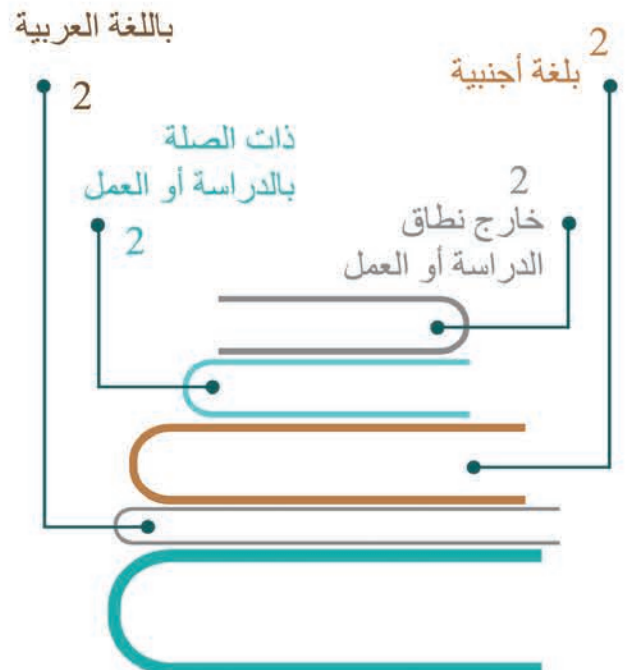 باللغة العربية
2
2
بلغة أجنبية
ذات الصلة
بالدراسة أو العمل
2
2
خارج نطاق
الدراسة أو العمل